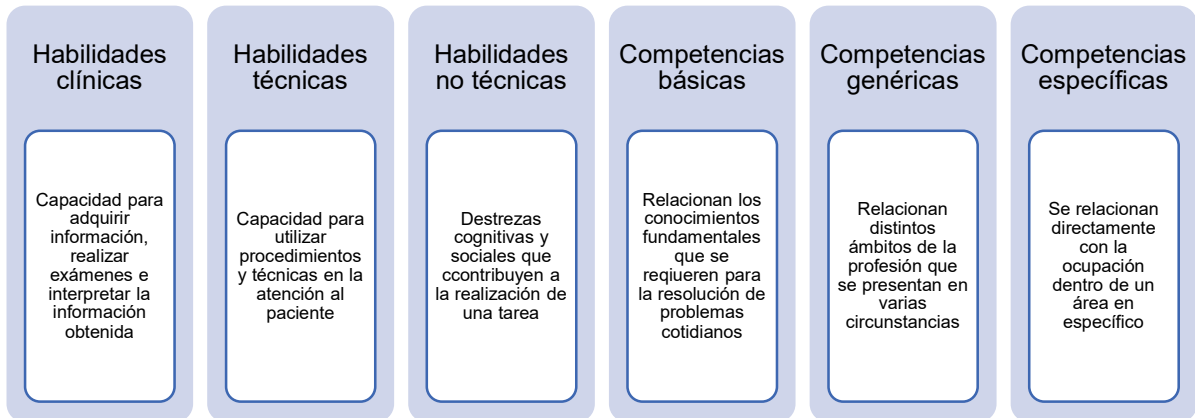 Habilidades
clínicas
Capacidad para
adquirir
información,
realizar
exámenes e
interpretar la
información
obtenida
Habilidades
técnicas
Capacidad para
utilizar
procedimientos
y técnicas en la
atención al
paciente
Habilidades
no técnicas
Destrezas
cognitivas y
sociales que
ccontribuyen a
la realización de
una tarea
Competencias
básicas
Relacionan los
conocimientos
fundamentales
que se
reqiueren para
la resolución de
problemas
cotidianos
Competencias
genéricas
Relacionan
distintos
ámbitos de la
profesión que
se presentan en
varias
circunstancias
Competencias
específicas
Se relacionan
directamente
con la
ocupación
dentro de un
área en
específico